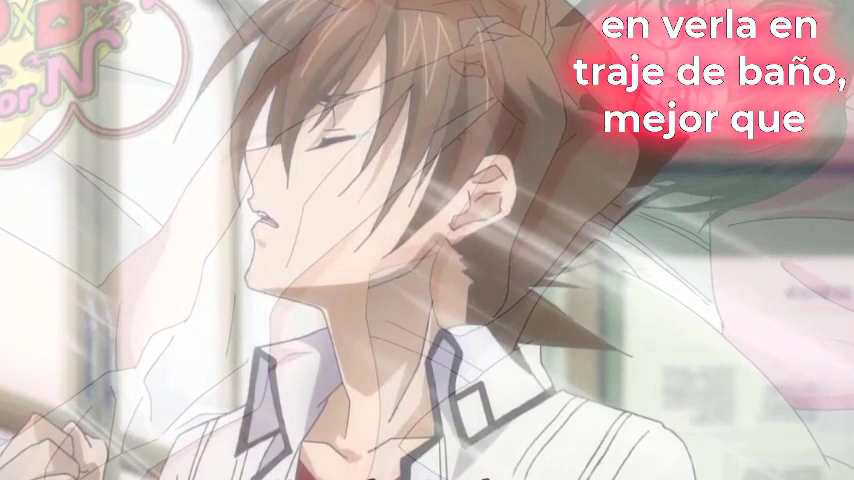 en verla en
traje de baño,
mejor que